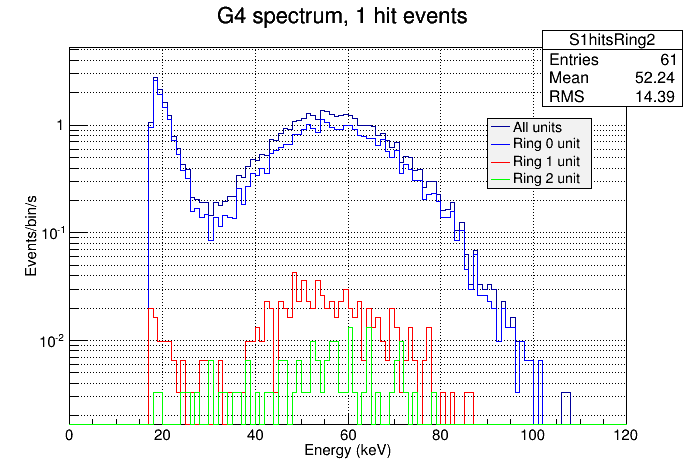 G4 spectrum, 1 hit events
S1hitsRing2
Entries 61
Mean 52.24
RMS 14.39
All units
Ring 0 unit
Ring 1 unit
Ring 2 unit
Events/bin/s
1
10^-1
10^-2
0 20 40 60 80 100 120
Energy (keV)